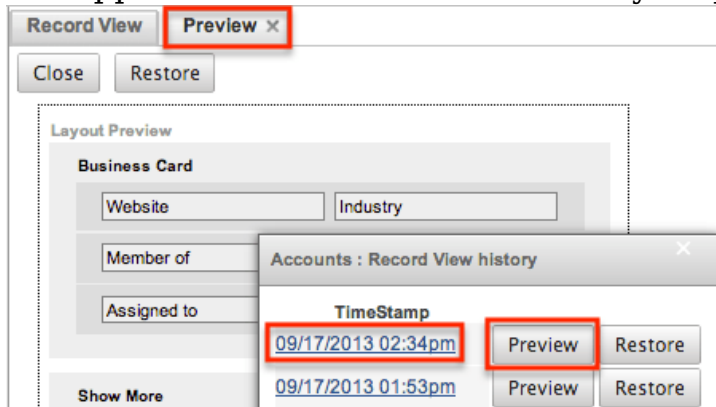 Record View Preview ×
Close Restore
Layout Preview
Business Card
Website Industry
Member of
Assigned to
Show More
Accounts : Record View history ×
TimeStamp
09/17/2013 02:34pm Preview Restore
09/17/2013 01:53pm Preview Restore